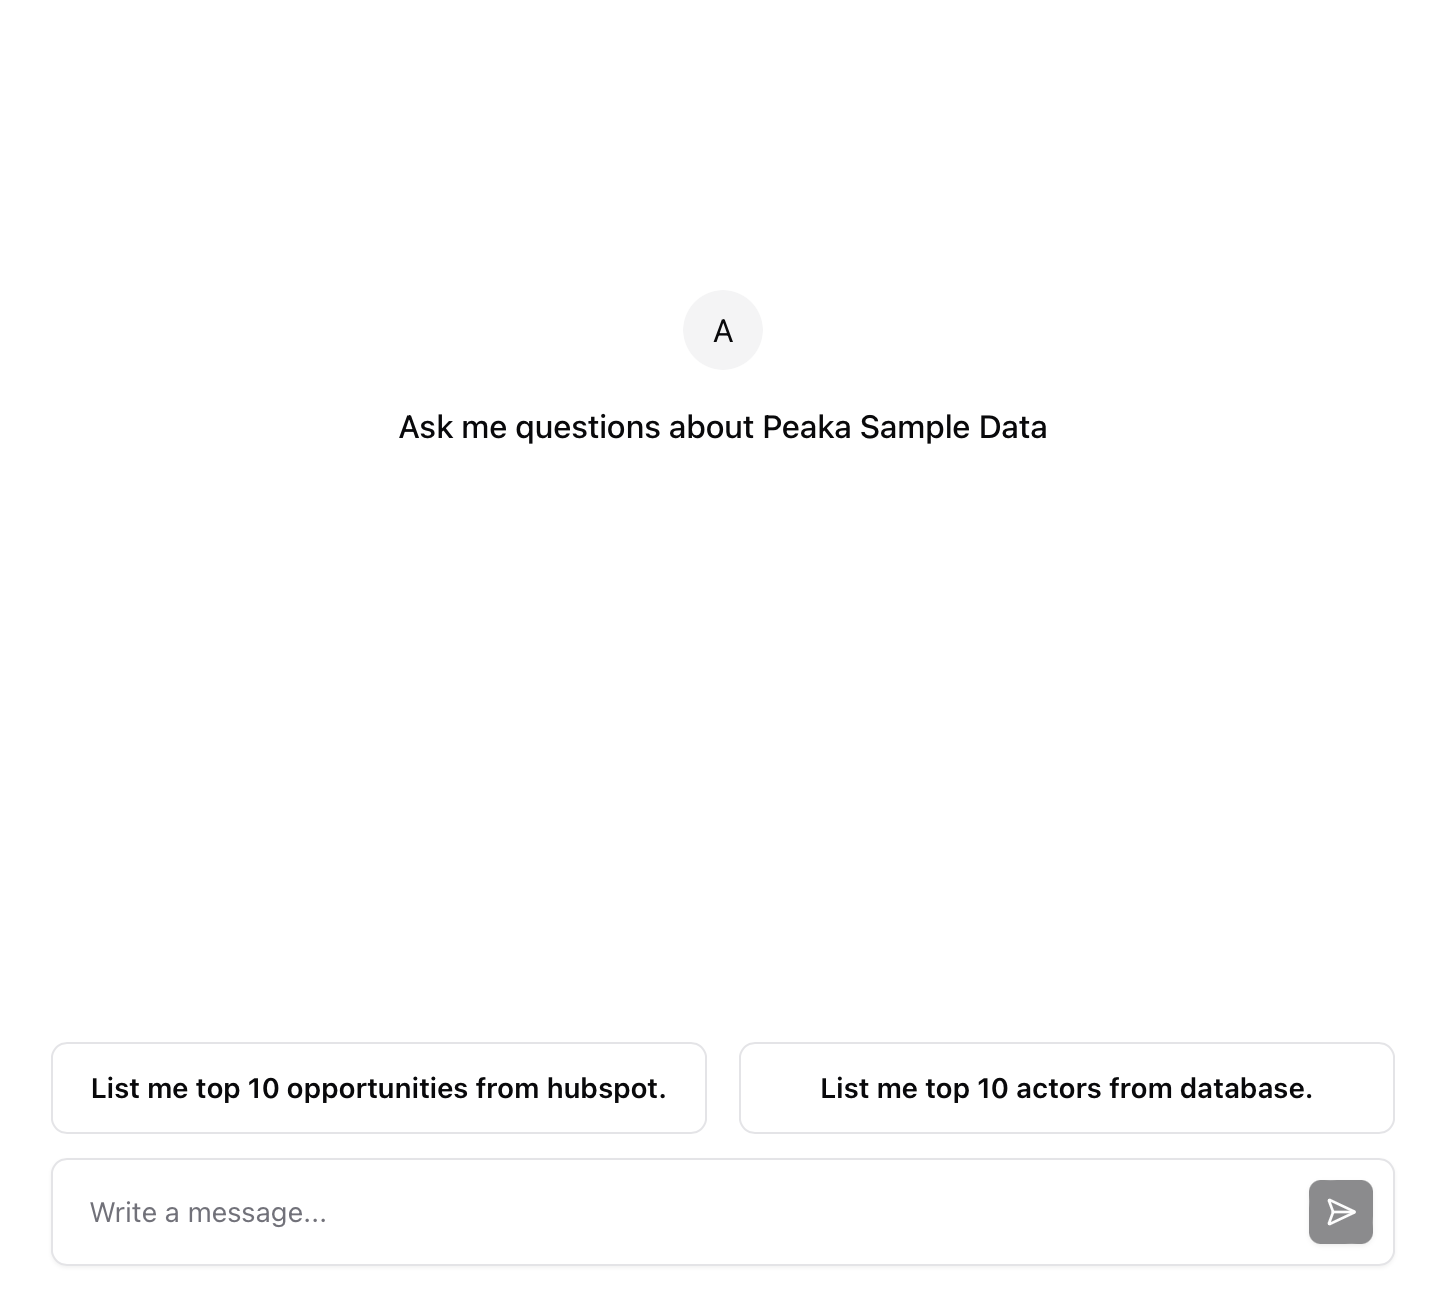 A
Ask me questions about Peaka Sample Data
List me top 10 opportunities from hubspot.
List me top 10 actors from database.
Write a message...